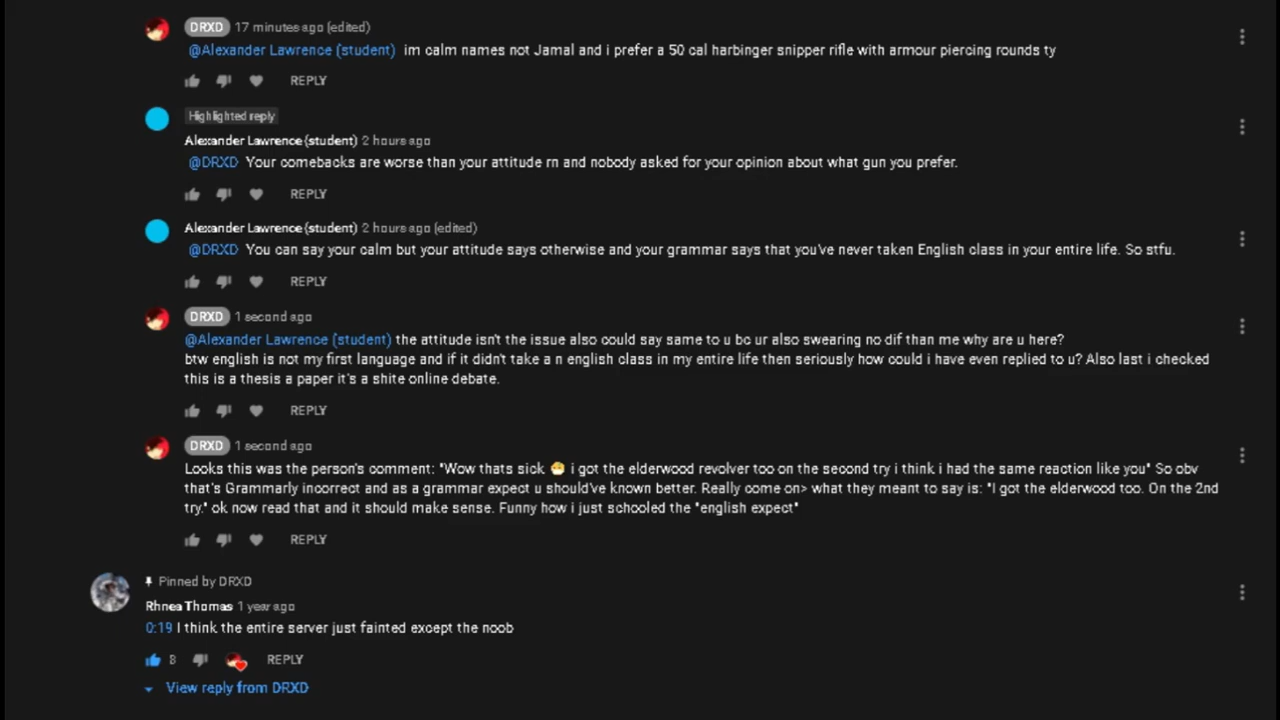 DRXD 17 minutes ago (edited)
@Alexander Lawrence (student) im calm names not Jamal and i prefer a 50 cal harbinger snipper rifle with armour piercing rounds ty
REPLY
Highlighted reply
Alexander Lawrence (student) 2 hours ago
@DRXD Your comebacks are worse than your attitude rn and nobody asked for your opinion about what gun you prefer.
REPLY
Alexander Lawrence (student) 2 hours ago (edited)
@DRXD You can say your calm but your attitude says otherwise and your grammar says that you've never taken English class in your entire life. So stfu.
REPLY
DRXD 1 second ago
@Alexander Lawrence (student) the attitude isn't the issue also could say same to u bc ur also swearing no dif than me why are u here?
btw english is not my first language and if it didn't take a n english class in my entire life then seriously how could i have even replied to u? Also last i checked
this is a thesis a paper it's a shite online debate.
REPLY
DRXD 1 second ago
Looks this was the person's comment: "Wow thats sick 😷 i got the elderwood revolver too on the second try i think i had the same reaction like you" So obv
that's Grammarly incorrect and as a grammar expect u should've known better. Really come on> what they meant to say is: "I got the elderwood too. On the 2nd
try." ok now read that and it should make sense. Funny how i just schooled the "english expect"
REPLY
Pinned by DRXD
Rhnea Thomas 1 year ago
0:19 I think the entire server just fainted except the noob
8 REPLY
View reply from DRXD